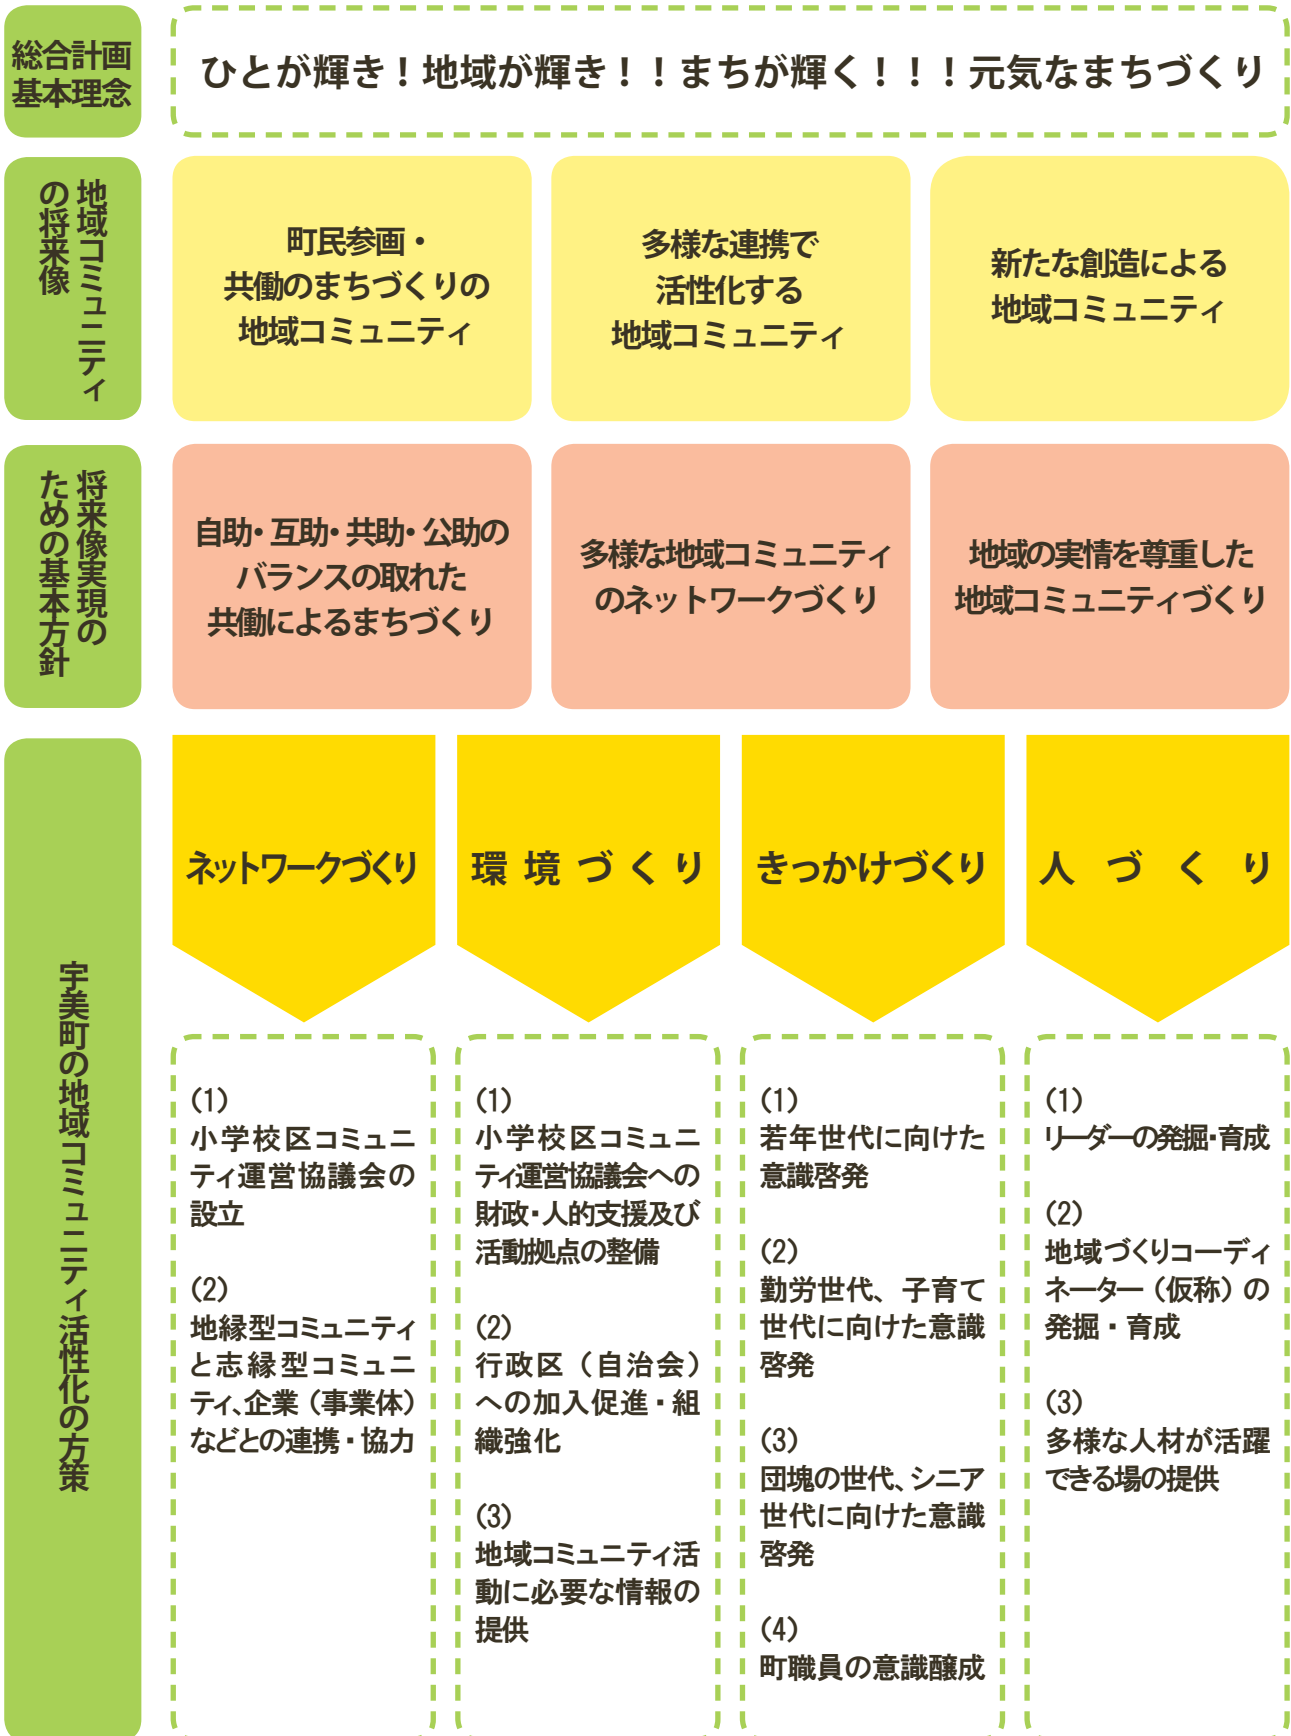 総合計画
基本理念
ひとが輝き！地域が輝き！！まちが輝く！！！元気なまちづくり
地域コミュニティ
の将来像
町民参画・
共働のまちづくりの
地域コミュニティ
多様な連携で
活性化する
地域コミュニティ
新たな創造による
地域コミュニティ
将来像実現の
ための基本方針
自助・互助・共助・公助の
バランスの取れた
共働によるまちづくり
多様な地域コミュニティ
のネットワークづくり
地域の実情を尊重した
地域コミュニティづくり
宇美町の地域コミュニティ活性化の方策
ネットワークづくり
(1)
小学校区コミュニ
ティ運営協議会の
設立
(2)
地縁型コミュニティ
と志縁型コミュニ
ティ、企業（事業体）
などとの連携・協力
環境づくり
(1)
小学校区コミュニ
ティ運営協議会への
財政・人的支援及び
活動拠点の整備
(2)
行政区（自治会）
への加入促進・組
織強化
(3)
地域コミュニティ活
動に必要な情報の
提供
きっかけづくり
(1)
若年世代に向けた
意識啓発
(2)
勤労世代、子育て
世代に向けた意識
啓発
(3)
団塊の世代、シニア
世代に向けた意識
啓発
(4)
町職員の意識醸成
人づくり
(1)
リーダーの発掘・育成
(2)
地域づくりコーディ
ネーター（仮称）の
発掘・育成
(3)
多様な人材が活躍
できる場の提供